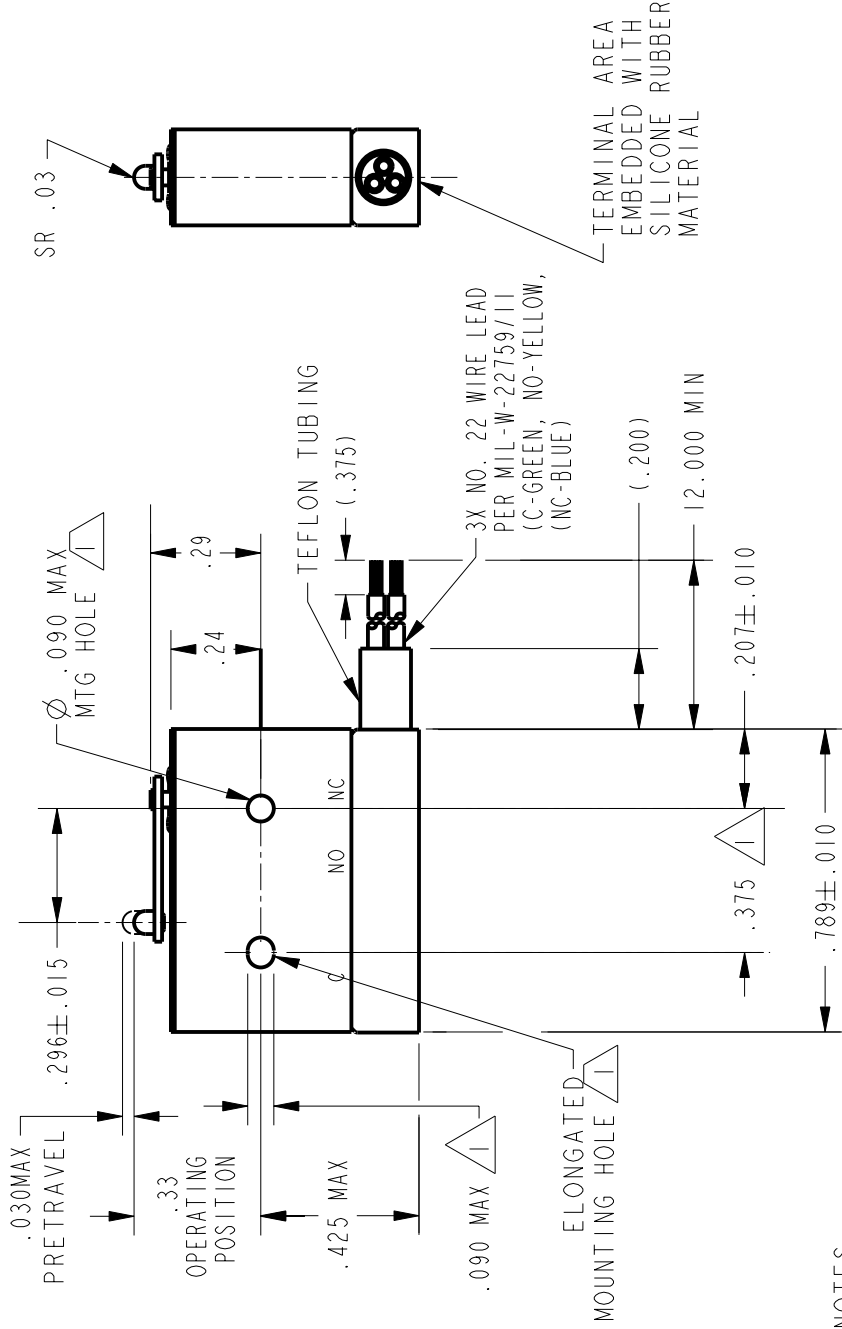 SR .03
TERMINAL AREA
EMBEDDED WITH
SILICONE RUBBER
MATERIAL
Ø .090 MAX
MTG HOLE 1
.29
.24
TEFLON TUBING
(.375)
3X NO. 22 WIRE LEAD
PER MIL-W-22759/11
(C-GREEN, NO-YELLOW,
(NC-BLUE)
(.200)
12.000 MIN
.207±.010
.375 1
.789±.010
C
NO
NC
.296±.015
.030MAX
PRETRAVEL
.33
OPERATING
POSITION
.425 MAX
.090 MAX 1
ELONGATED
MOUNTING HOLE 1
NOTES